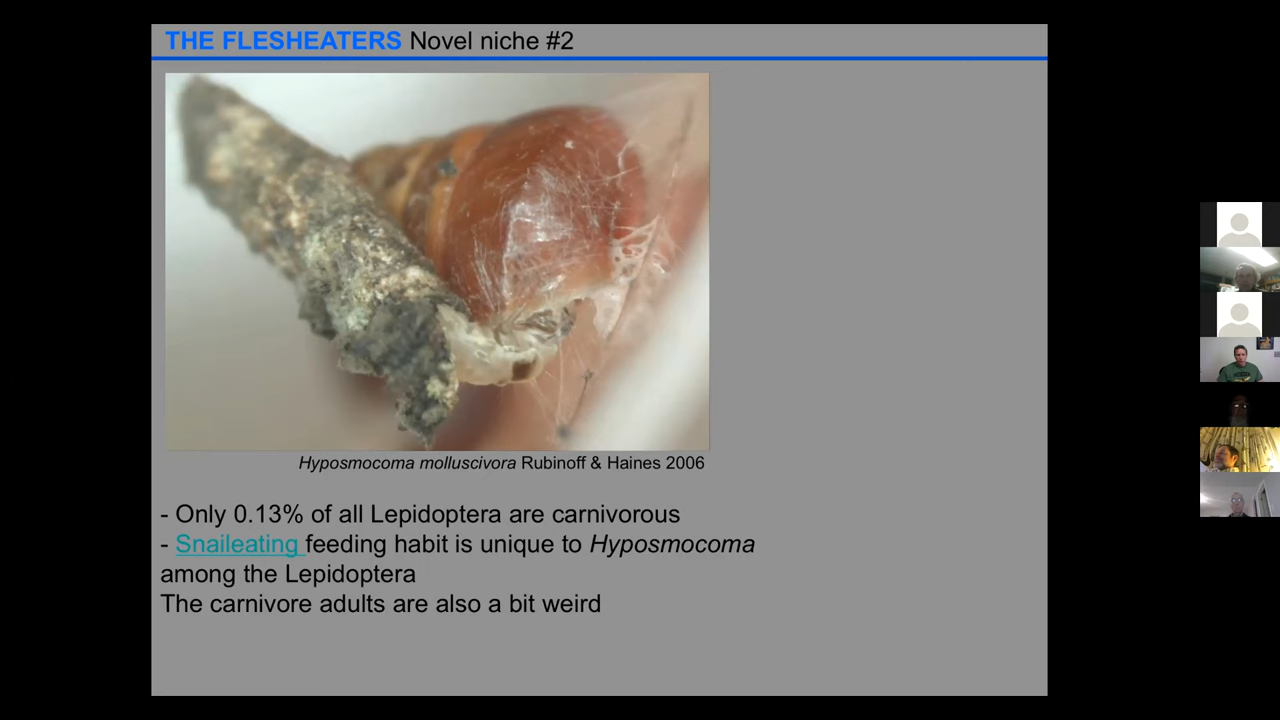 THE FLESHEATERS Novel niche #2
Hyposmocoma molluscivora Rubinoff & Haines 2006
- Only 0.13% of all Lepidoptera are carnivorous
- Snaileating feeding habit is unique to Hyposmocoma
among the Lepidoptera
The carnivore adults are also a bit weird